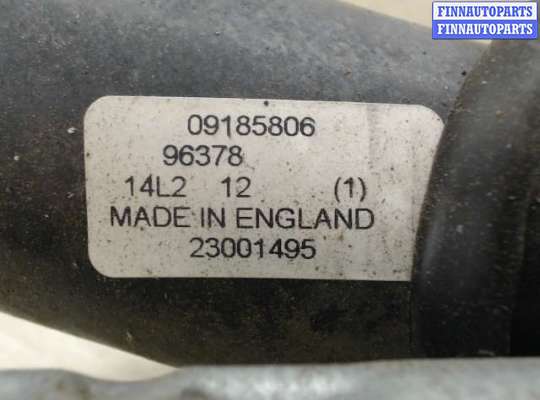 FINNAUTOPARTS
FINNAUTOPARTS
09185806
96378
14L2 12 (1)
MADE IN ENGLAND
23001495